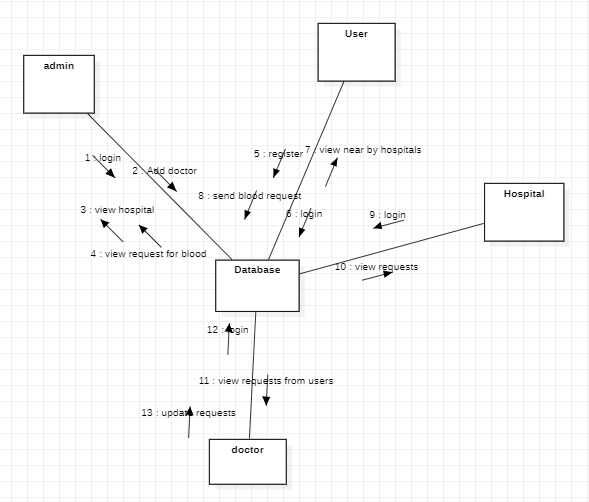 User
admin
1 : login
5 : register
7 : view near by hospitals
2 : Add doctor
8 : send blood request
Hospital
3 : view hospital
6 : login
9 : login
4 : view request for blood
Database
10 : view requests
12 : login
11 : view requests from users
13 : update requests
doctor